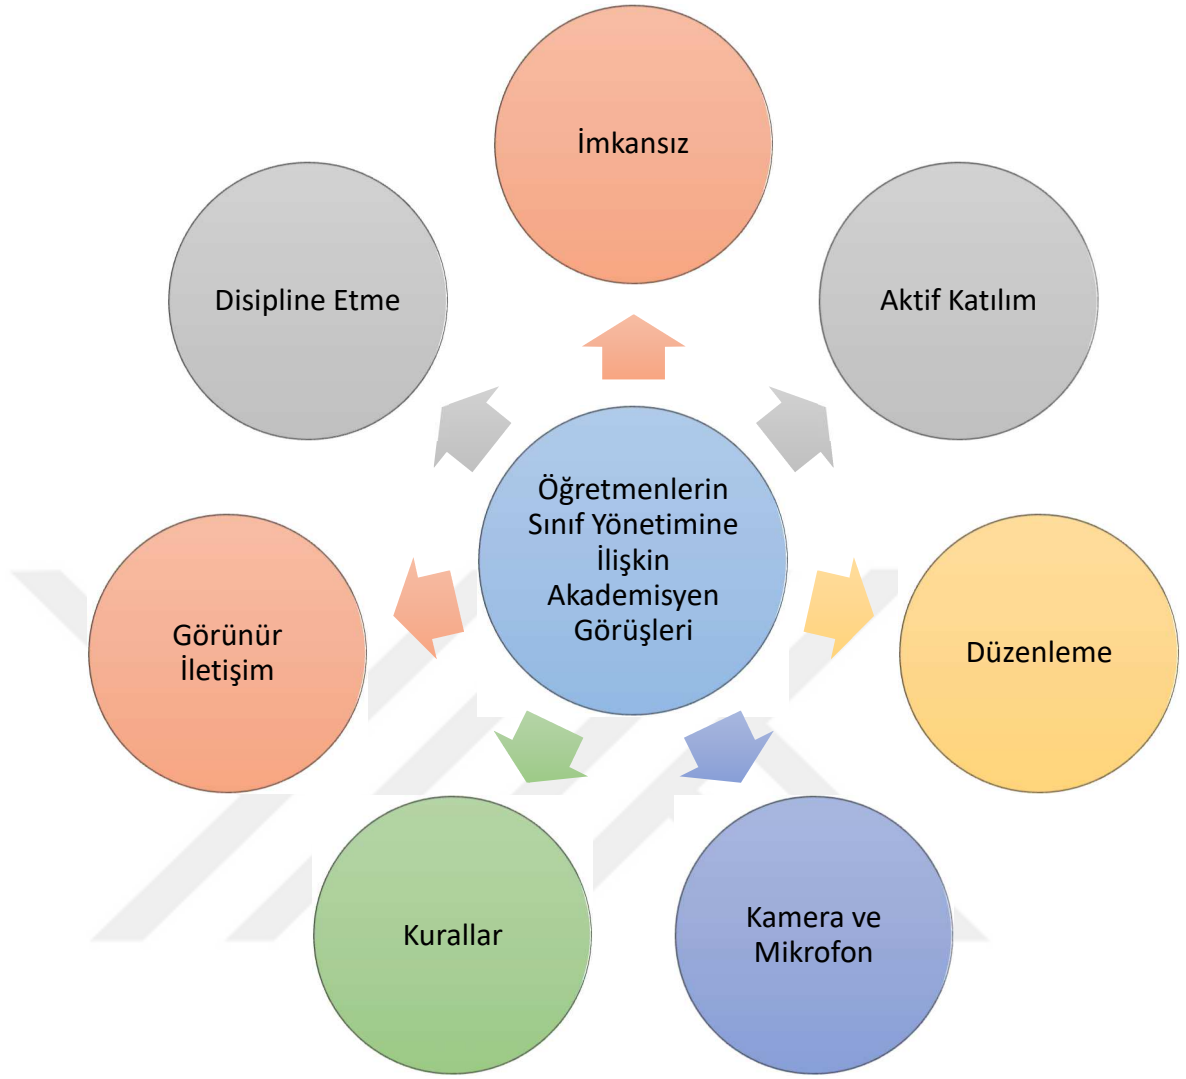 İmkansız
Disipline Etme
Aktif Katılım
Öğretmenlerin
Sınıf Yönetimine
İlişkin
Akademisyen
Görüşleri
Görünür
İletişim
Düzenleme
Kurallar
Kamera ve
Mikrofon